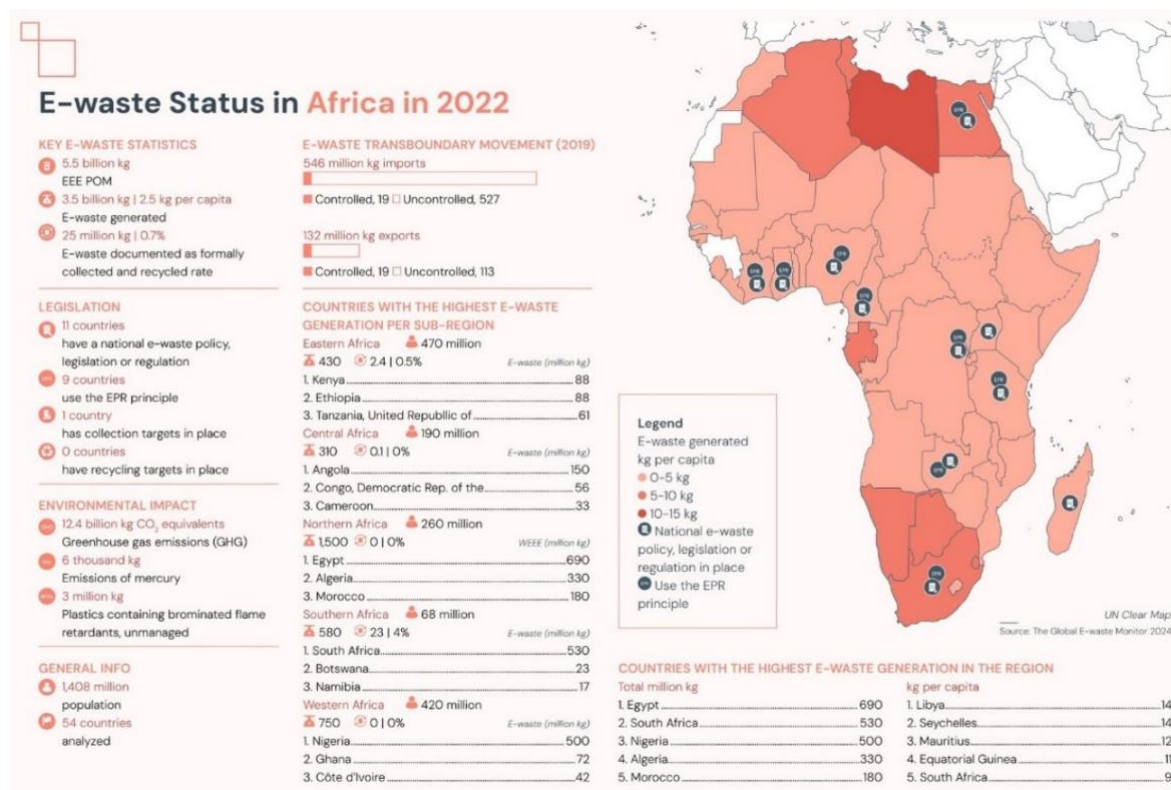 E-waste Status in Africa in 2022
KEY E-WASTE STATISTICS
5.5 billion kg
EEE POM
3.5 billion kg | 2.5 kg per capita
E-waste generated
25 million kg | 0.7%
E-waste documented as formally
collected and recycled rate
LEGISLATION
11 countries
have a national e-waste policy,
legislation or regulation
9 countries
use the EPR principle
1 country
has collection targets in place
0 countries
have recycling targets in place
ENVIRONMENTAL IMPACT
12.4 billion kg CO₂ equivalents
Greenhouse gas emissions (GHG)
6 thousand kg
Emissions of mercury
3 million kg
Plastics containing brominated flame
retardants, unmanaged
GENERAL INFO
1,408 million
population
54 countries
analyzed
E-WASTE TRANSBOUNDARY MOVEMENT (2019)
546 million kg imports
Controlled, 19 Uncontrolled, 527
132 million kg exports
Controlled, 19 Uncontrolled, 113
COUNTRIES WITH THE HIGHEST E-WASTE
GENERATION PER SUB-REGION
Eastern Africa 470 million
430 2.4 | 0.5% E-waste (million kg)
1. Kenya 88
2. Ethiopia 88
3. Tanzania, United Republlic of 61
Central Africa 190 million
310 0.1 | 0% E-waste (million kg)
1. Angola 150
2. Congo, Democratic Rep. of the 56
3. Cameroon 33
Northern Africa 260 million
1,500 0 | 0% WEEE (million kg)
1. Egypt 690
2. Algeria 330
3. Morocco 180
Southern Africa 68 million
580 23 | 4% E-waste (million kg)
1. South Africa 530
2. Botswana 23
3. Namibia 17
Western Africa 420 million
750 0 | 0% E-waste (million kg)
1. Nigeria 500
2. Ghana 72
3. Côte d'Ivoire 42
EPR
EPR
EPR
EPR
EPR
EPR
EPR
EPR
EPR
Legend
E-waste generated
kg per capita
0-5 kg
5-10 kg
10-15 kg
National e-waste
policy, legislation or
regulation in place
Use the EPR
principle
UN Clear Map
Source: The Global E-waste Monitor 2024
COUNTRIES WITH THE HIGHEST E-WASTE GENERATION IN THE REGION
Total million kg
1. Egypt 690
2. South Africa 530
3. Nigeria 500
4. Algeria 330
5. Morocco 180
kg per capita
1. Libya 14
2. Seychelles 14
3. Mauritius 12
4. Equatorial Guinea 11
5. South Africa 9